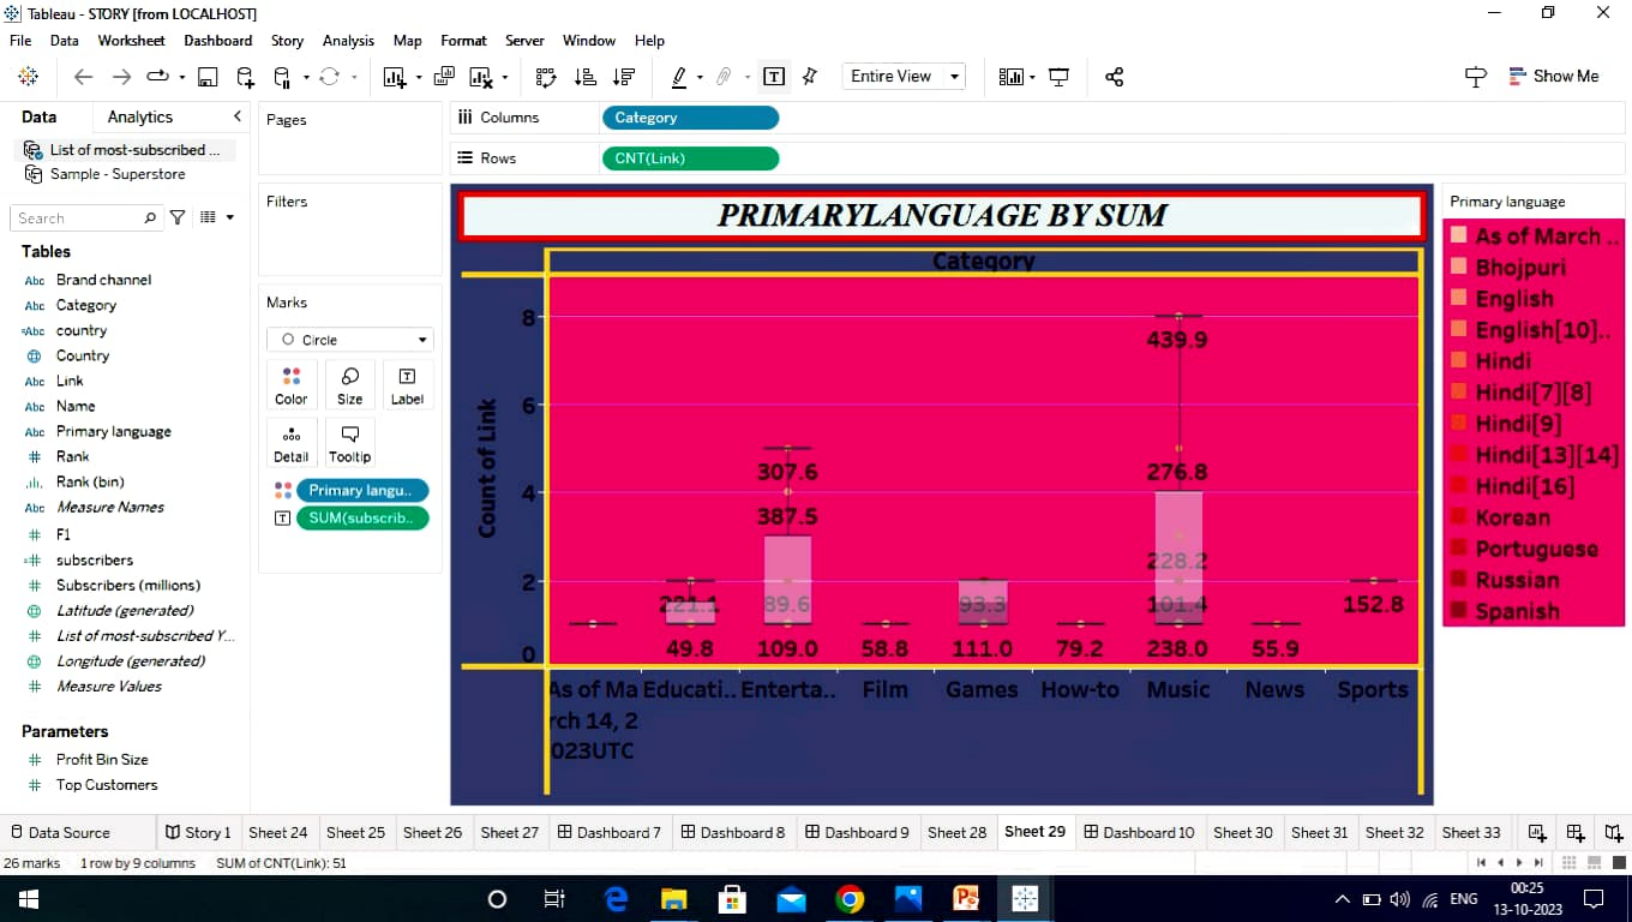 Tableau - STORY [from LOCALHOST]
File Data Worksheet Dashboard Story Analysis Map Format Server Window Help
Entire View
Show Me
Data Analytics
List of most-subscribed ...
Sample - Superstore
Search
Tables
Abc Brand channel
Abc Category
=Abc country
Country
Abc Link
Abc Name
Abc Primary language
# Rank
Rank (bin)
Abc Measure Names
# F1
=# subscribers
# Subscribers (millions)
Latitude (generated)
# List of most-subscribed Y...
Longitude (generated)
# Measure Values
Parameters
# Profit Bin Size
# Top Customers
Pages
Filters
Marks
Circle
Color Size Label
Detail Tooltip
Primary langu..
SUM(subscrib..
Columns Category
Rows CNT(Link)
PRIMARYLANGUAGE BY SUM
Category
Count of Link
8
6
4
2
0
439.9
307.6 276.8
387.5
228.2
221.1 89.6 93.3 101.4 152.8
49.8 109.0 58.8 111.0 79.2 238.0 55.9
As of Ma Educati.. Enterta.. Film Games How-to Music News Sports
rch 14, 2
023UTC
Primary language
As of March ..
Bhojpuri
English
English[10]..
Hindi
Hindi[7][8]
Hindi[9]
Hindi[13][14]
Hindi[16]
Korean
Portuguese
Russian
Spanish
Data Source Story 1 Sheet 24 Sheet 25 Sheet 26 Sheet 27 Dashboard 7 Dashboard 8 Dashboard 9 Sheet 28 Sheet 29 Dashboard 10 Sheet 30 Sheet 31 Sheet 32 Sheet 33
26 marks 1 row by 9 columns SUM of CNT(Link): 51
ENG
00:25
13-10-2023